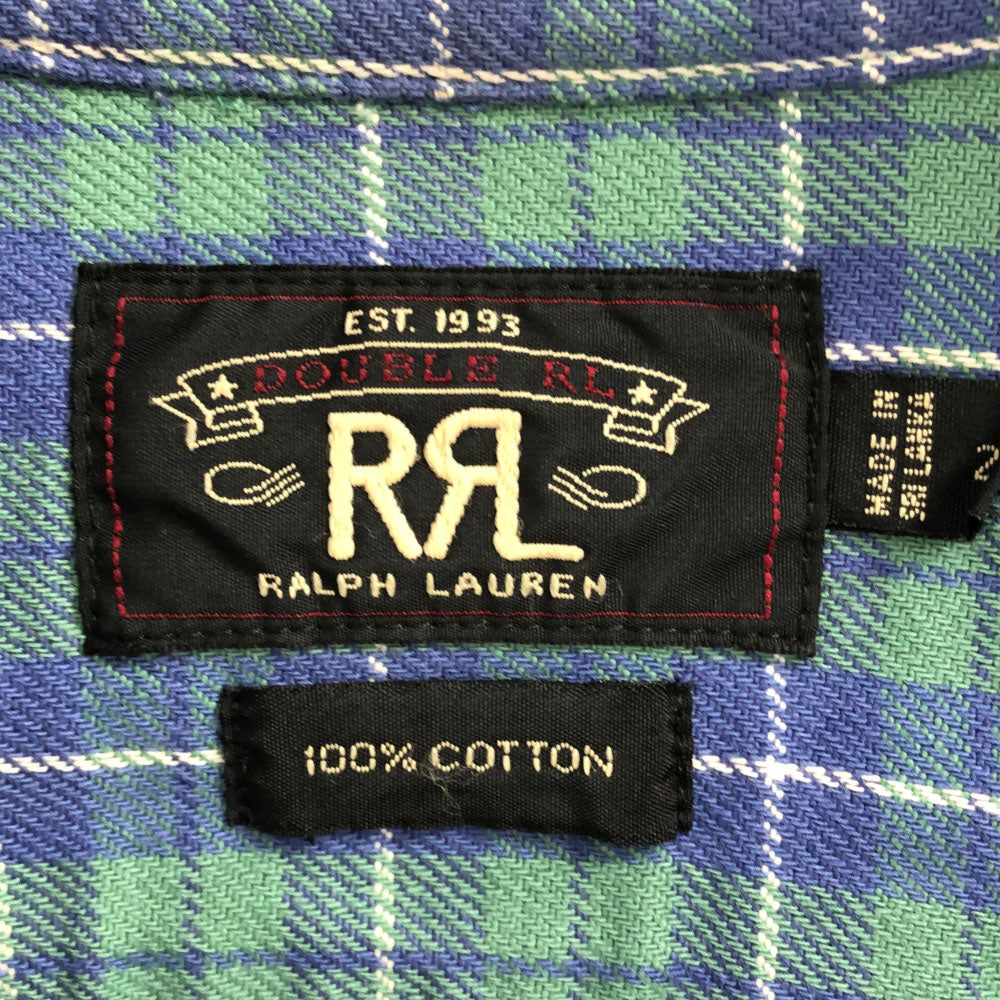 EST. 1993
DOUBLE RL
RRL
RALPH LAUREN
MADE IN
SRI LANKA
100% COTTON